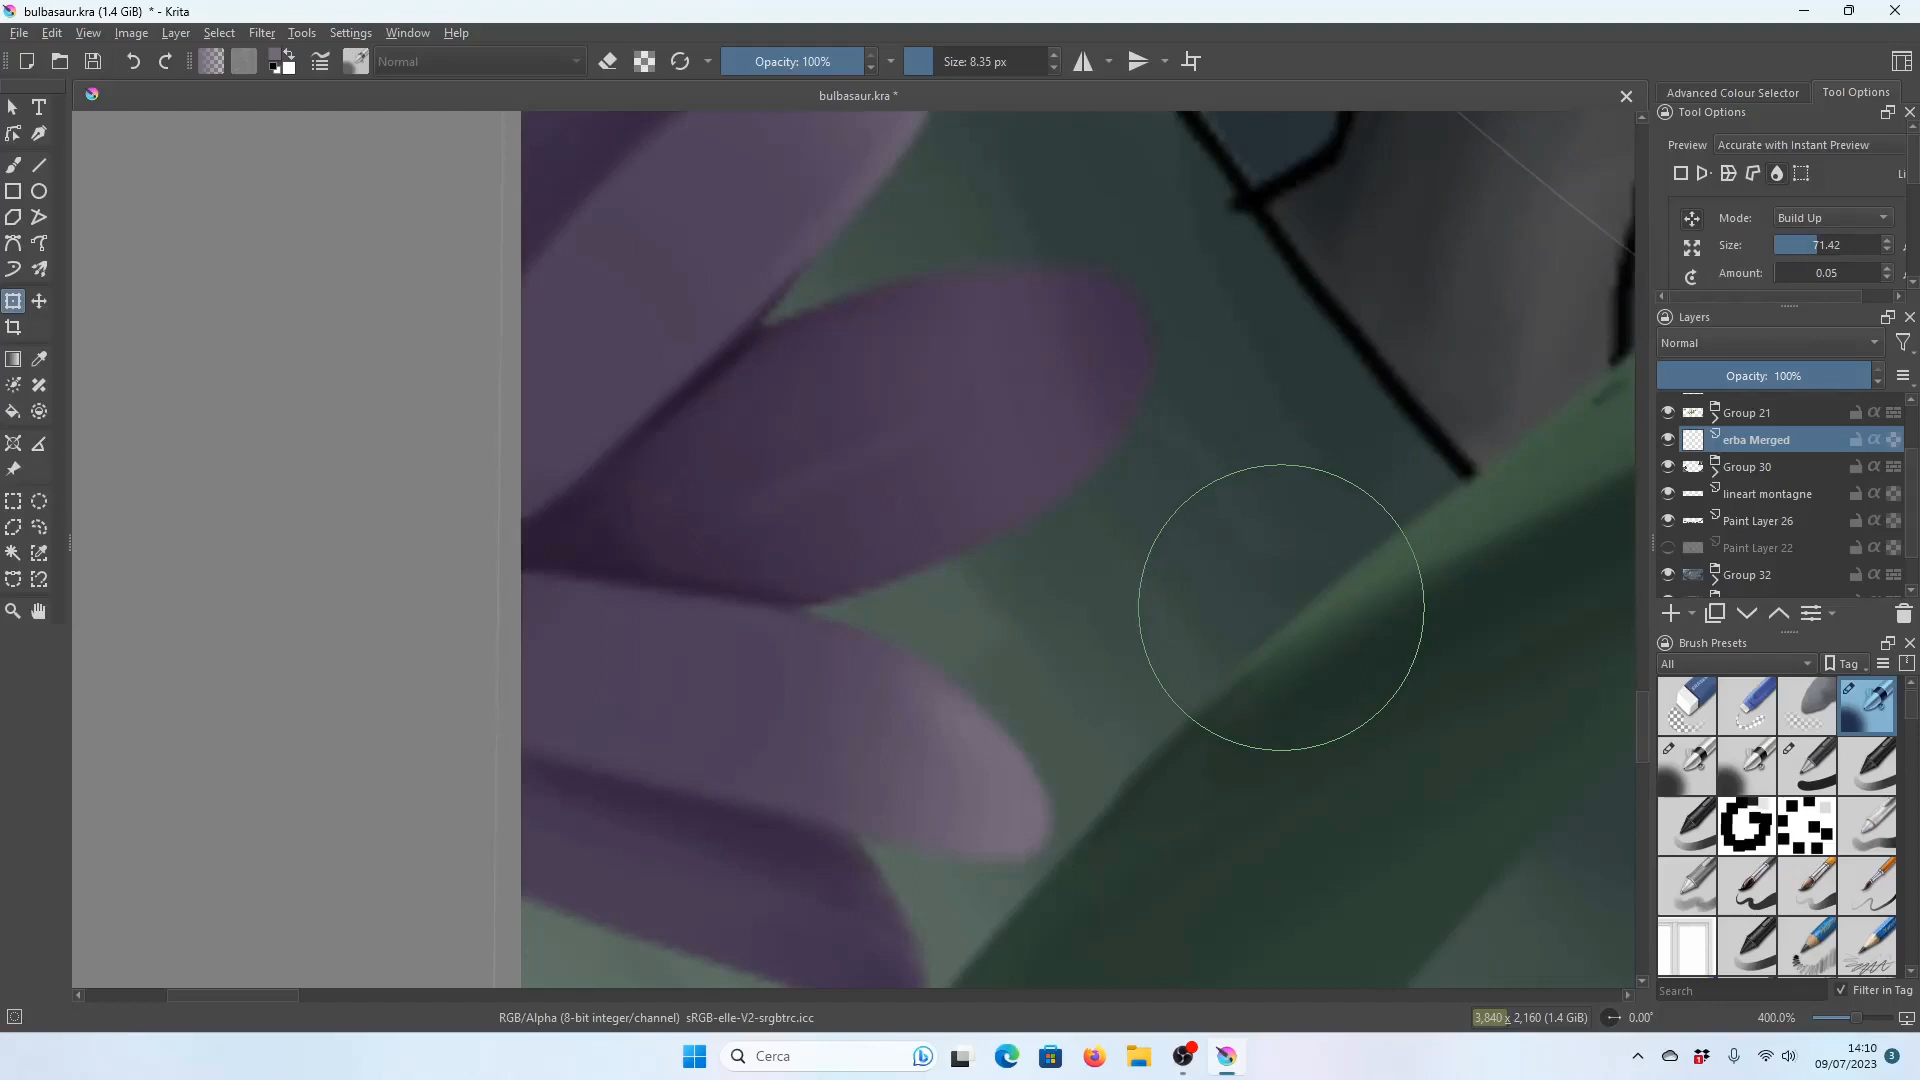 bulbasaur.kra (1.4 GiB) * - Krita
File Edit View Image Layer Select Filter Tools Settings Window Help
Normal Opacity: 100% Size: 8.35 px
bulbasaur.kra *
Advanced Colour Selector Tool Options
Tool Options
Preview Accurate with Instant Preview
Li
Mode: Build Up
Size: 71.42
Amount: 0.05
Layers
Normal
Opacity: 100%
Group 21
erba Merged
Group 30
lineart montagne
Paint Layer 26
Paint Layer 22
Group 32
Brush Presets
All Tag
Search Filter in Tag
RGB/Alpha (8-bit integer/channel) sRGB-elle-V2-srgbtrc.icc 3,840 x 2,160 (1.4 GiB) 0.00° 400.0%
Cerca
14:10
09/07/2023
3
1